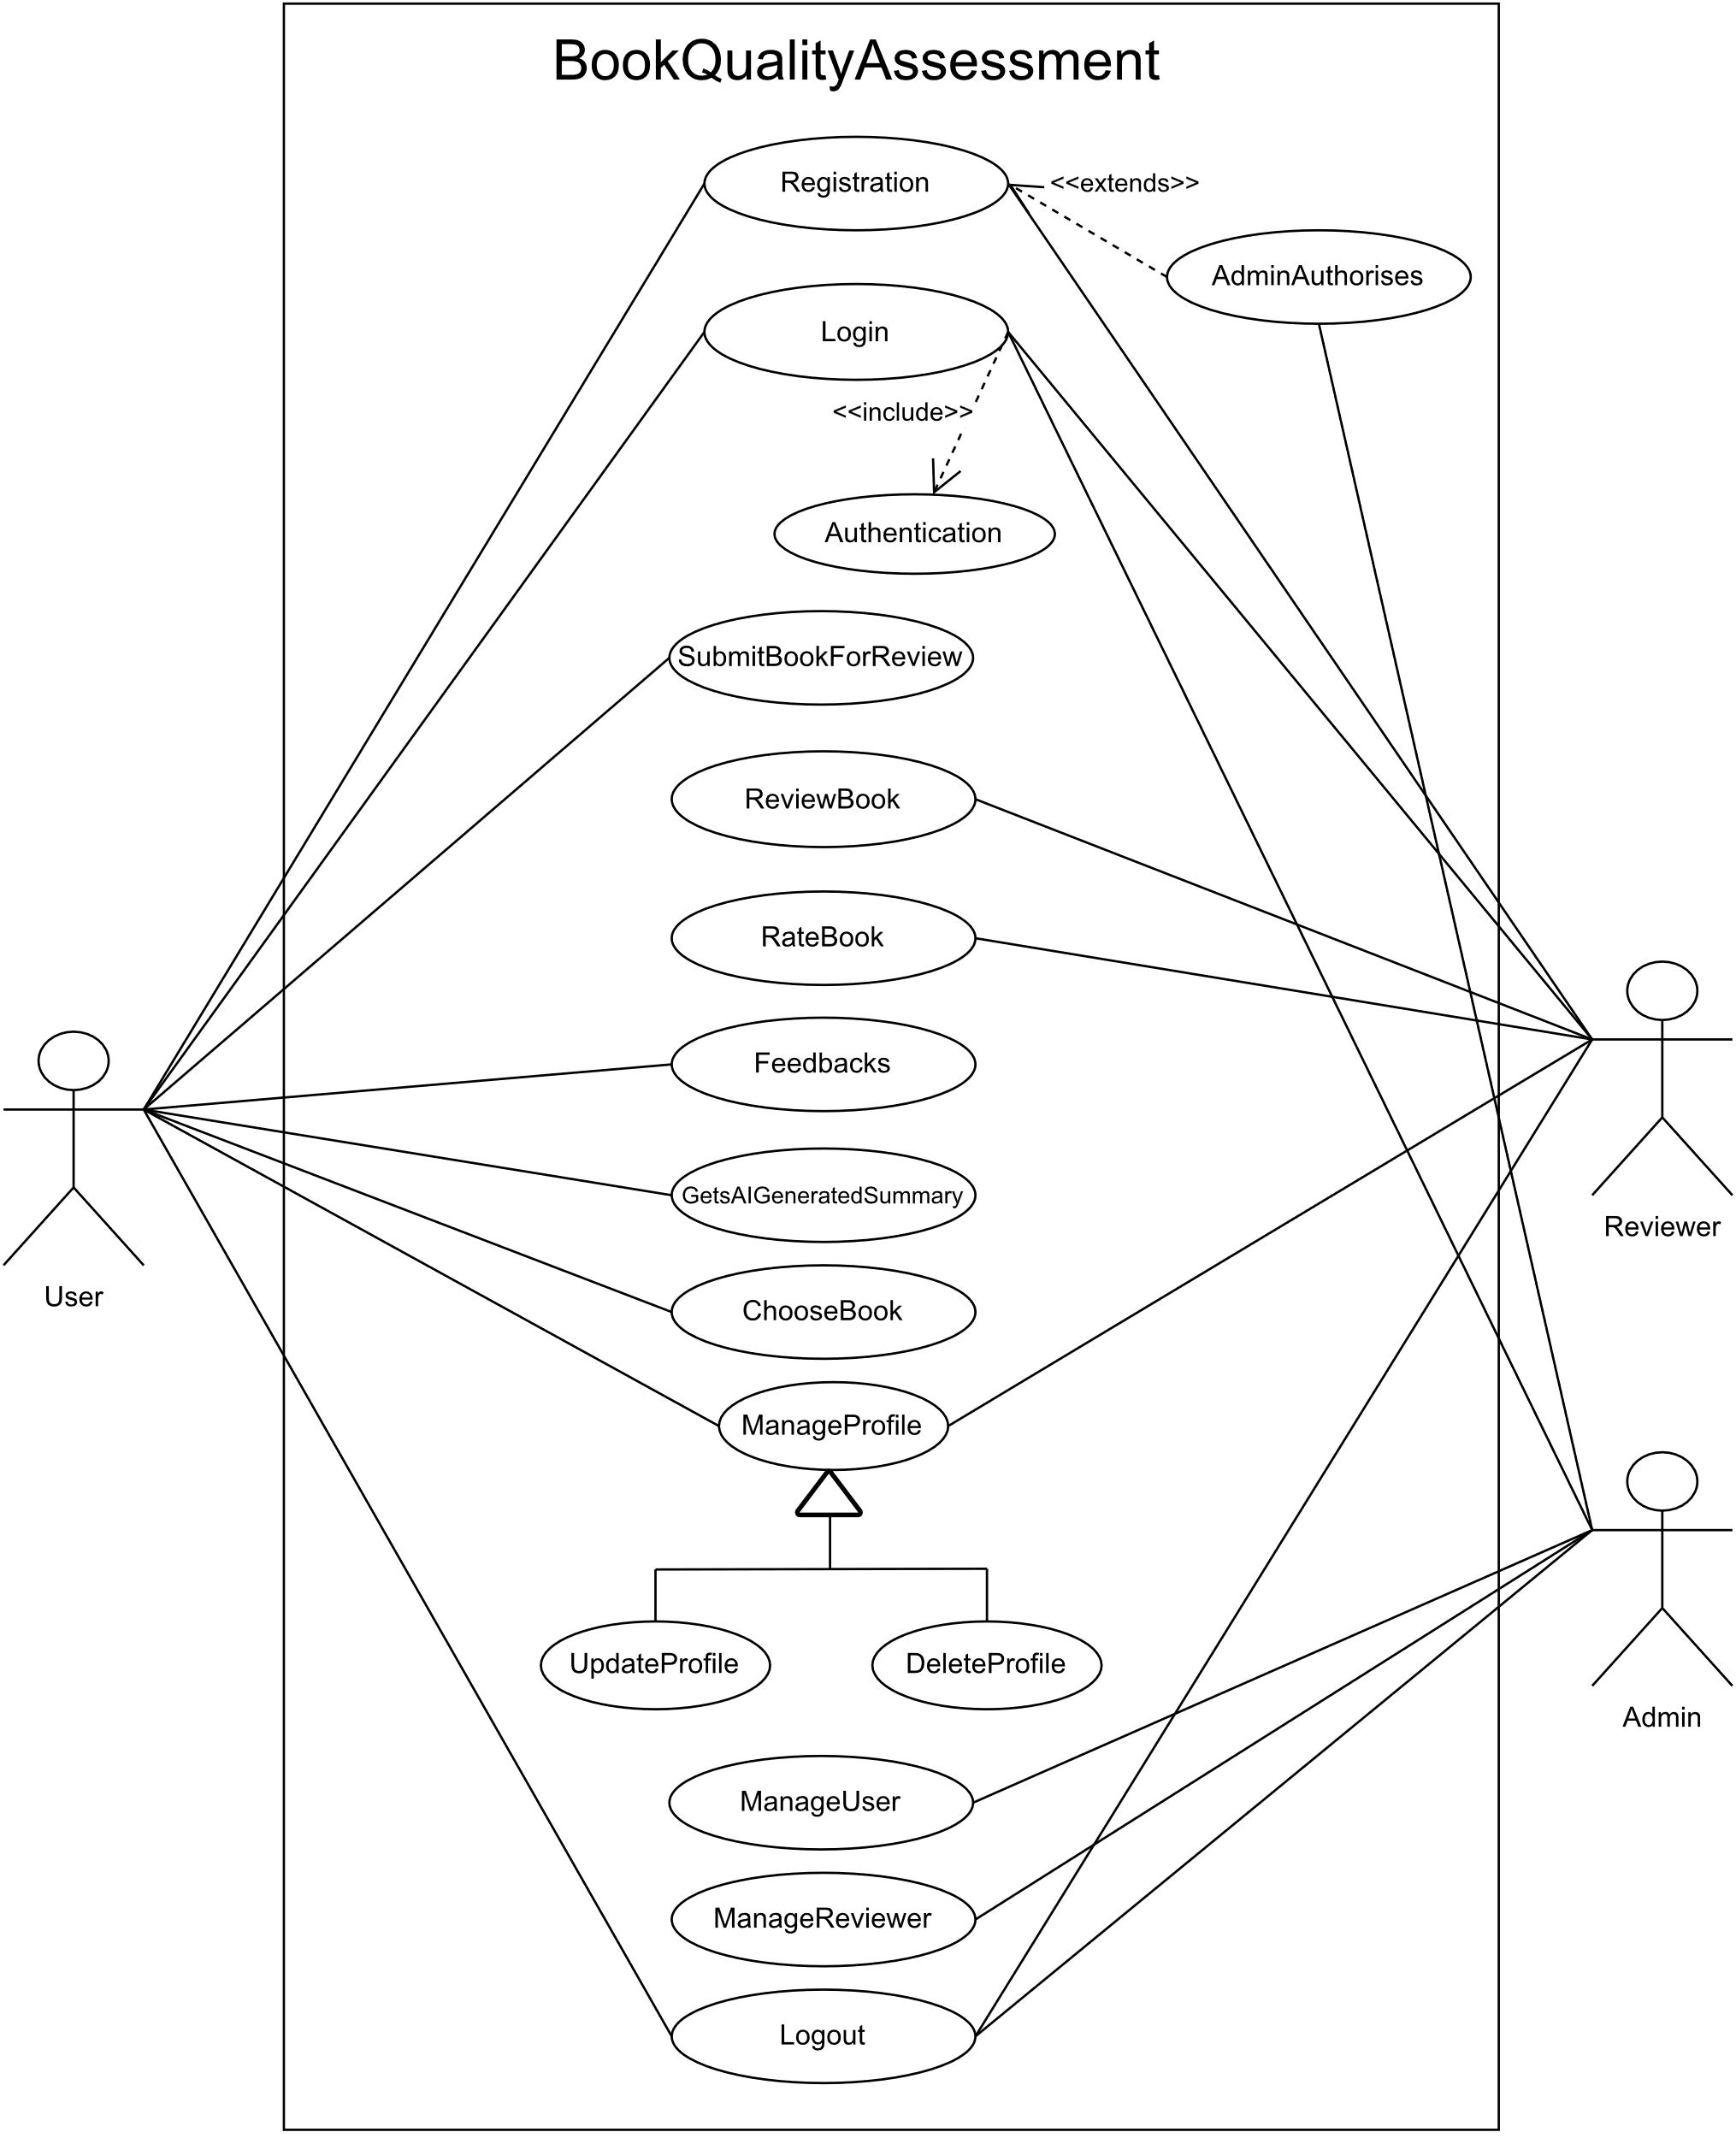 BookQualityAssessment
Registration
<<extends>>
AdminAuthorises
Login
<<include>>
Authentication
SubmitBookForReview
ReviewBook
RateBook
Feedbacks
GetsAIGeneratedSummary
Reviewer
User
ChooseBook
ManageProfile
UpdateProfile
DeleteProfile
Admin
ManageUser
ManageReviewer
Logout